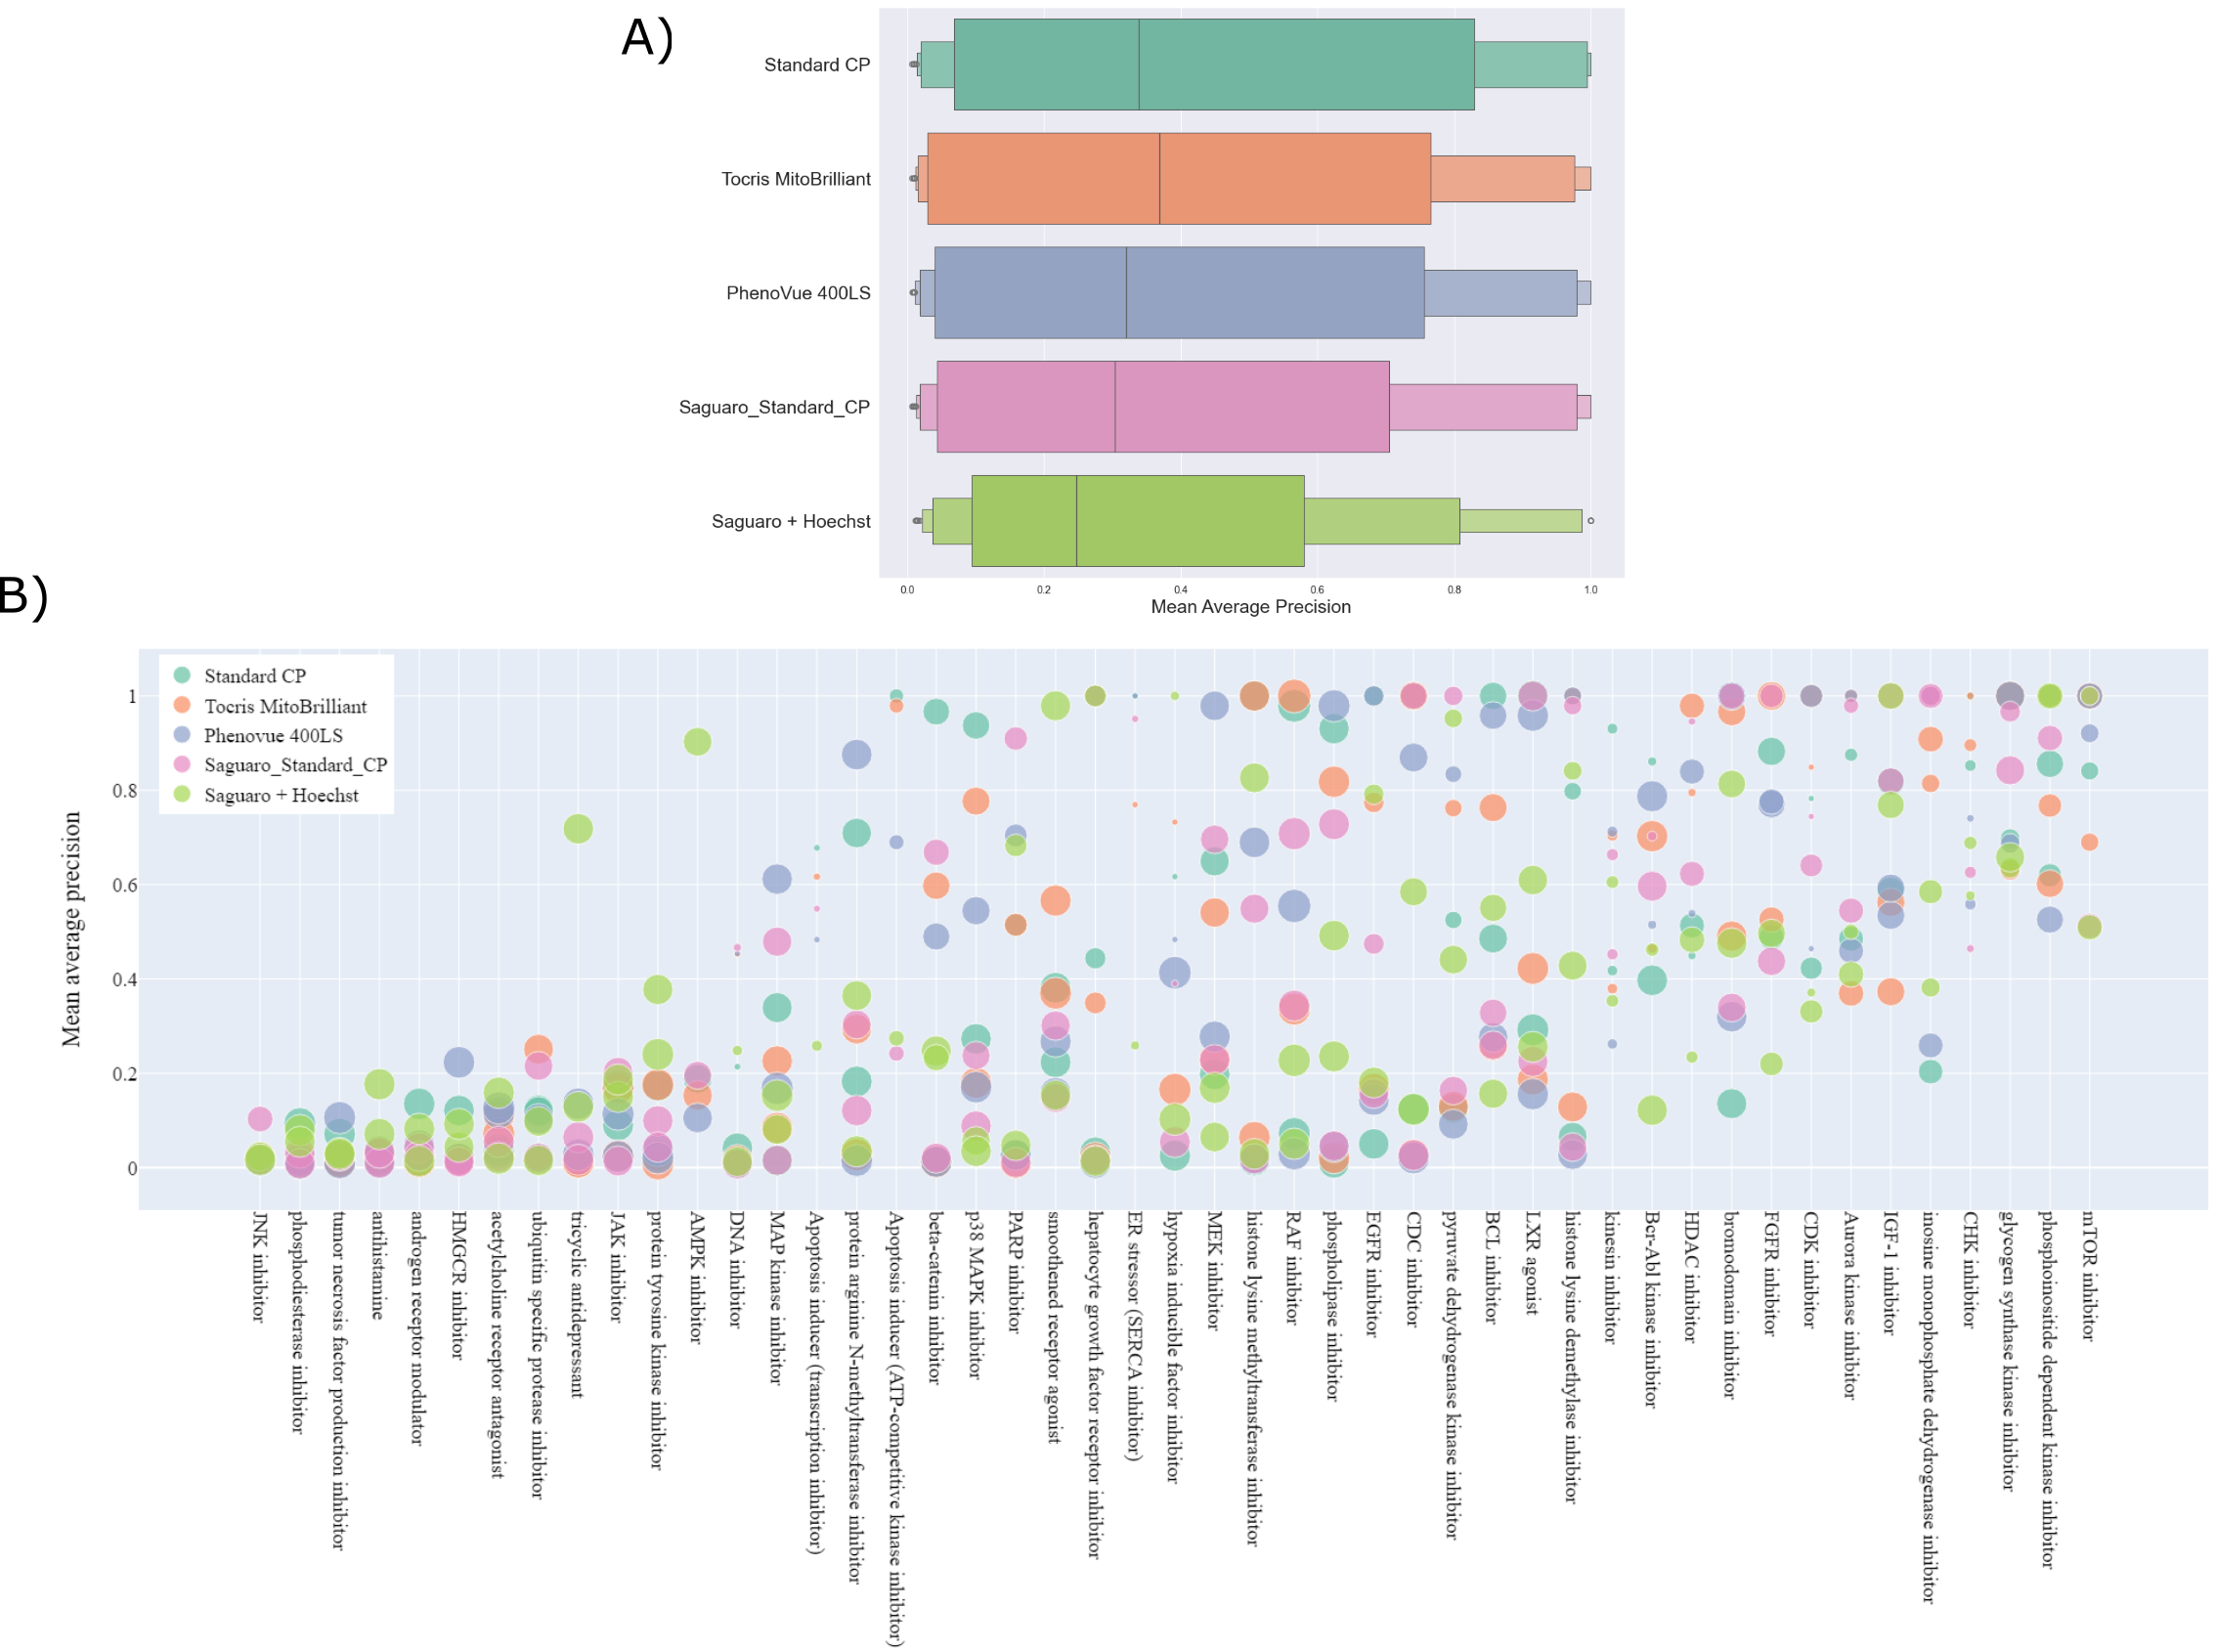 A)
Standard CP
Tocris MitoBrilliant
PhenoVue 400LS
Saguaro_Standard_CP
Saguaro + Hoechst
0.0 0.2 0.4 0.6 0.8 1.0
Mean Average Precision
B)
Standard CP
Tocris MitoBrilliant
Phenovue 400LS
Saguaro_Standard_CP
Saguaro + Hoechst
1
0.8
0.6
0.4
0.2
0
Mean average precision
JNK inhibitor
phosphodiesterase inhibitor
tumor necrosis factor production inhibitor
antihistamine
androgen receptor modulator
HMGCR inhibitor
acetylcholine receptor antagonist
ubiquitin specific protease inhibitor
tricyclic antidepressant
JAK inhibitor
protein tyrosine kinase inhibitor
AMPK inhibitor
DNA inhibitor
MAP kinase inhibitor
Apoptosis inducer (transcription inhibitor)
protein arginine N-methyltransferase inhibitor
Apoptosis inducer (ATP-competitive kinase inhibitor)
beta-catenin inhibitor
p38 MAPK inhibitor
PARP inhibitor
smoothened receptor agonist
hepatocyte growth factor receptor inhibitor
ER stressor (SERCA inhibitor)
hypoxia inducible factor inhibitor
MEK inhibitor
histone lysine methyltransferase inhibitor
RAF inhibitor
phospholipase inhibitor
EGFR inhibitor
CDC inhibitor
pyruvate dehydrogenase kinase inhibitor
BCL inhibitor
LXR agonist
histone lysine demethylase inhibitor
kinesin inhibitor
Bcr-Abl kinase inhibitor
HDAC inhibitor
bromodomain inhibitor
FGFR inhibitor
CDK inhibitor
Aurora kinase inhibitor
IGF-1 inhibitor
inosine monophosphate dehydrogenase inhibitor
CHK inhibitor
glycogen synthase kinase inhibitor
phosphoinositide dependent kinase inhibitor
mTOR inhibitor